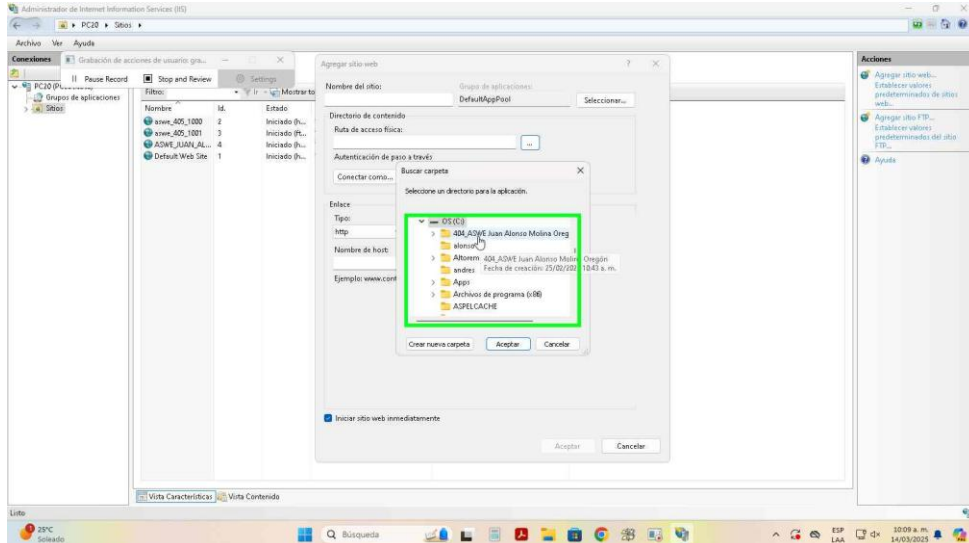 Administrador de Internet Information Services (IIS)
PC20 ▸ Sitios ▸
Archivo Ver Ayuda
Conexiones
Grabación de acciones de usuario: gra...
Pause Record Stop and Review Settings
Grupos de aplicaciones
Sitios
Filtro: Ir Mostrar to
Nombre Id. Estado
aswe_405_1000 2 Iniciado (h...
aswe_405_1001 3 Iniciado (ft...
ASWE_JUAN_AL... 4 Iniciado (h...
Default Web Site 1 Iniciado (h...
Agregar sitio web ? ×
Nombre del sitio: Grupo de aplicaciones:
DefaultAppPool Seleccionar...
Directorio de contenido
Ruta de acceso física:
...
Autenticación de paso a través
Conectar como...
Enlace
Tipo:
http
Nombre de host:
Ejemplo: www.cont
Buscar carpeta ×
Seleccione un directorio para la aplicación.
OS (C:)
404_ASWE Juan Alonso Molina Oreg
alonso
Altorem
andres
Apps
Archivos de programa (x86)
ASPELCACHE
404_ASWE Juan Alonso Molina Oregón
Fecha de creación: 25/02/202 10:43 a. m.
Crear nueva carpeta Aceptar Cancelar
Iniciar sitio web inmediatamente
Aceptar Cancelar
Acciones
Agregar sitio web...
Establecer valores
predeterminados de sitios
web...
Agregar sitio FTP...
Establecer valores
predeterminados del sitio
FTP...
Ayuda
Vista Características Vista Contenido
Listo
25°C
Soleado
Búsqueda
ESP
LAA
10:09 a. m.
14/03/2025